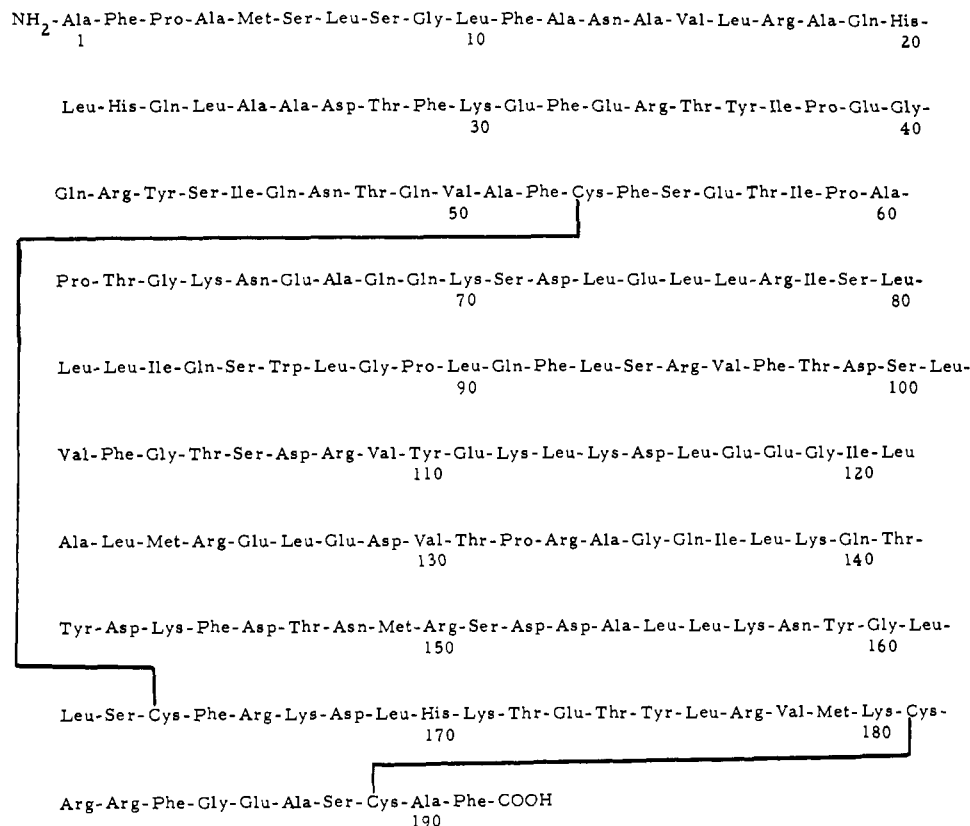 NH2-Ala-Phe-Pro-Ala-Met-Ser-Leu-Ser-Gly-Leu-Phe-Ala-Asn-Ala-Val-Leu-Arg-Ala-Gln-His-
1 10 20
Leu-His-Gln-Leu-Ala-Ala-Asp-Thr-Phe-Lys-Glu-Phe-Glu-Arg-Thr-Tyr-Ile-Pro-Glu-Gly-
30 40
Gln-Arg-Tyr-Ser-Ile-Gln-Asn-Thr-Gln-Val-Ala-Phe-Cys-Phe-Ser-Glu-Thr-Ile-Pro-Ala-
50 60
Pro-Thr-Gly-Lys-Asn-Glu-Ala-Gln-Gln-Lys-Ser-Asp-Leu-Glu-Leu-Leu-Arg-Ile-Ser-Leu-
70 80
Leu-Leu-Ile-Gln-Ser-Trp-Leu-Gly-Pro-Leu-Gln-Phe-Leu-Ser-Arg-Val-Phe-Thr-Asp-Ser-Leu-
90 100
Val-Phe-Gly-Thr-Ser-Asp-Arg-Val-Tyr-Glu-Lys-Leu-Lys-Asp-Leu-Glu-Glu-Gly-Ile-Leu
110 120
Ala-Leu-Met-Arg-Glu-Leu-Glu-Asp-Val-Thr-Pro-Arg-Ala-Gly-Gln-Ile-Leu-Lys-Gln-Thr-
130 140
Tyr-Asp-Lys-Phe-Asp-Thr-Asn-Met-Arg-Ser-Asp-Asp-Ala-Leu-Leu-Lys-Asn-Tyr-Gly-Leu-
150 160
Leu-Ser-Cys-Phe-Arg-Lys-Asp-Leu-His-Lys-Thr-Glu-Thr-Tyr-Leu-Arg-Val-Met-Lys-Cys-
170 180
Arg-Arg-Phe-Gly-Glu-Ala-Ser-Cys-Ala-Phe-COOH
190